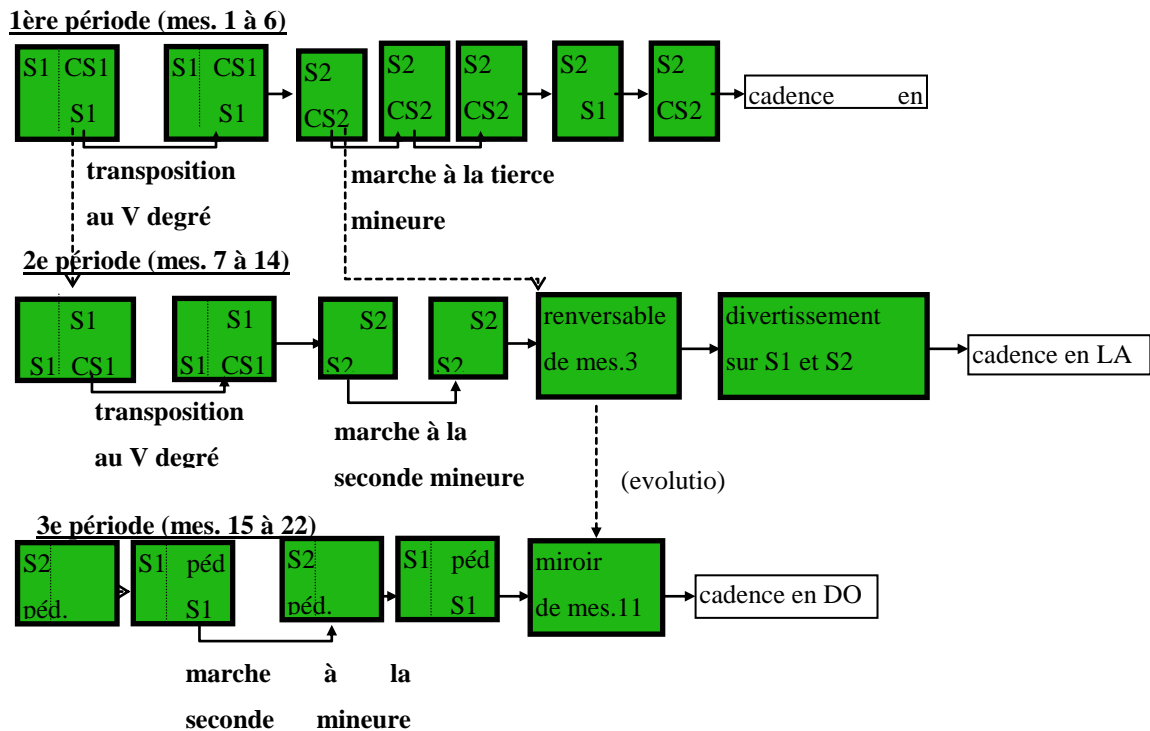 1ère période (mes. 1 à 6)
S1 CS1
S1
S1 CS1
S1
S2
CS2
S2
CS2
S2
CS2
S2
S1
S2
CS2
cadence en
transposition
au V degré
marche à la tierce
mineure
2e période (mes. 7 à 14)
S1
S1 CS1
S1
S1 CS1
S2
S2
S2
S2
renversable
de mes.3
divertissement
sur S1 et S2
cadence en LA
transposition
au V degré
marche à la
seconde mineure
(evolutio)
3e période (mes. 15 à 22)
S2
péd.
S1 péd
S1
S2
péd.
S1 péd
S1
miroir
de mes.11
cadence en DO
marche à la
seconde mineure